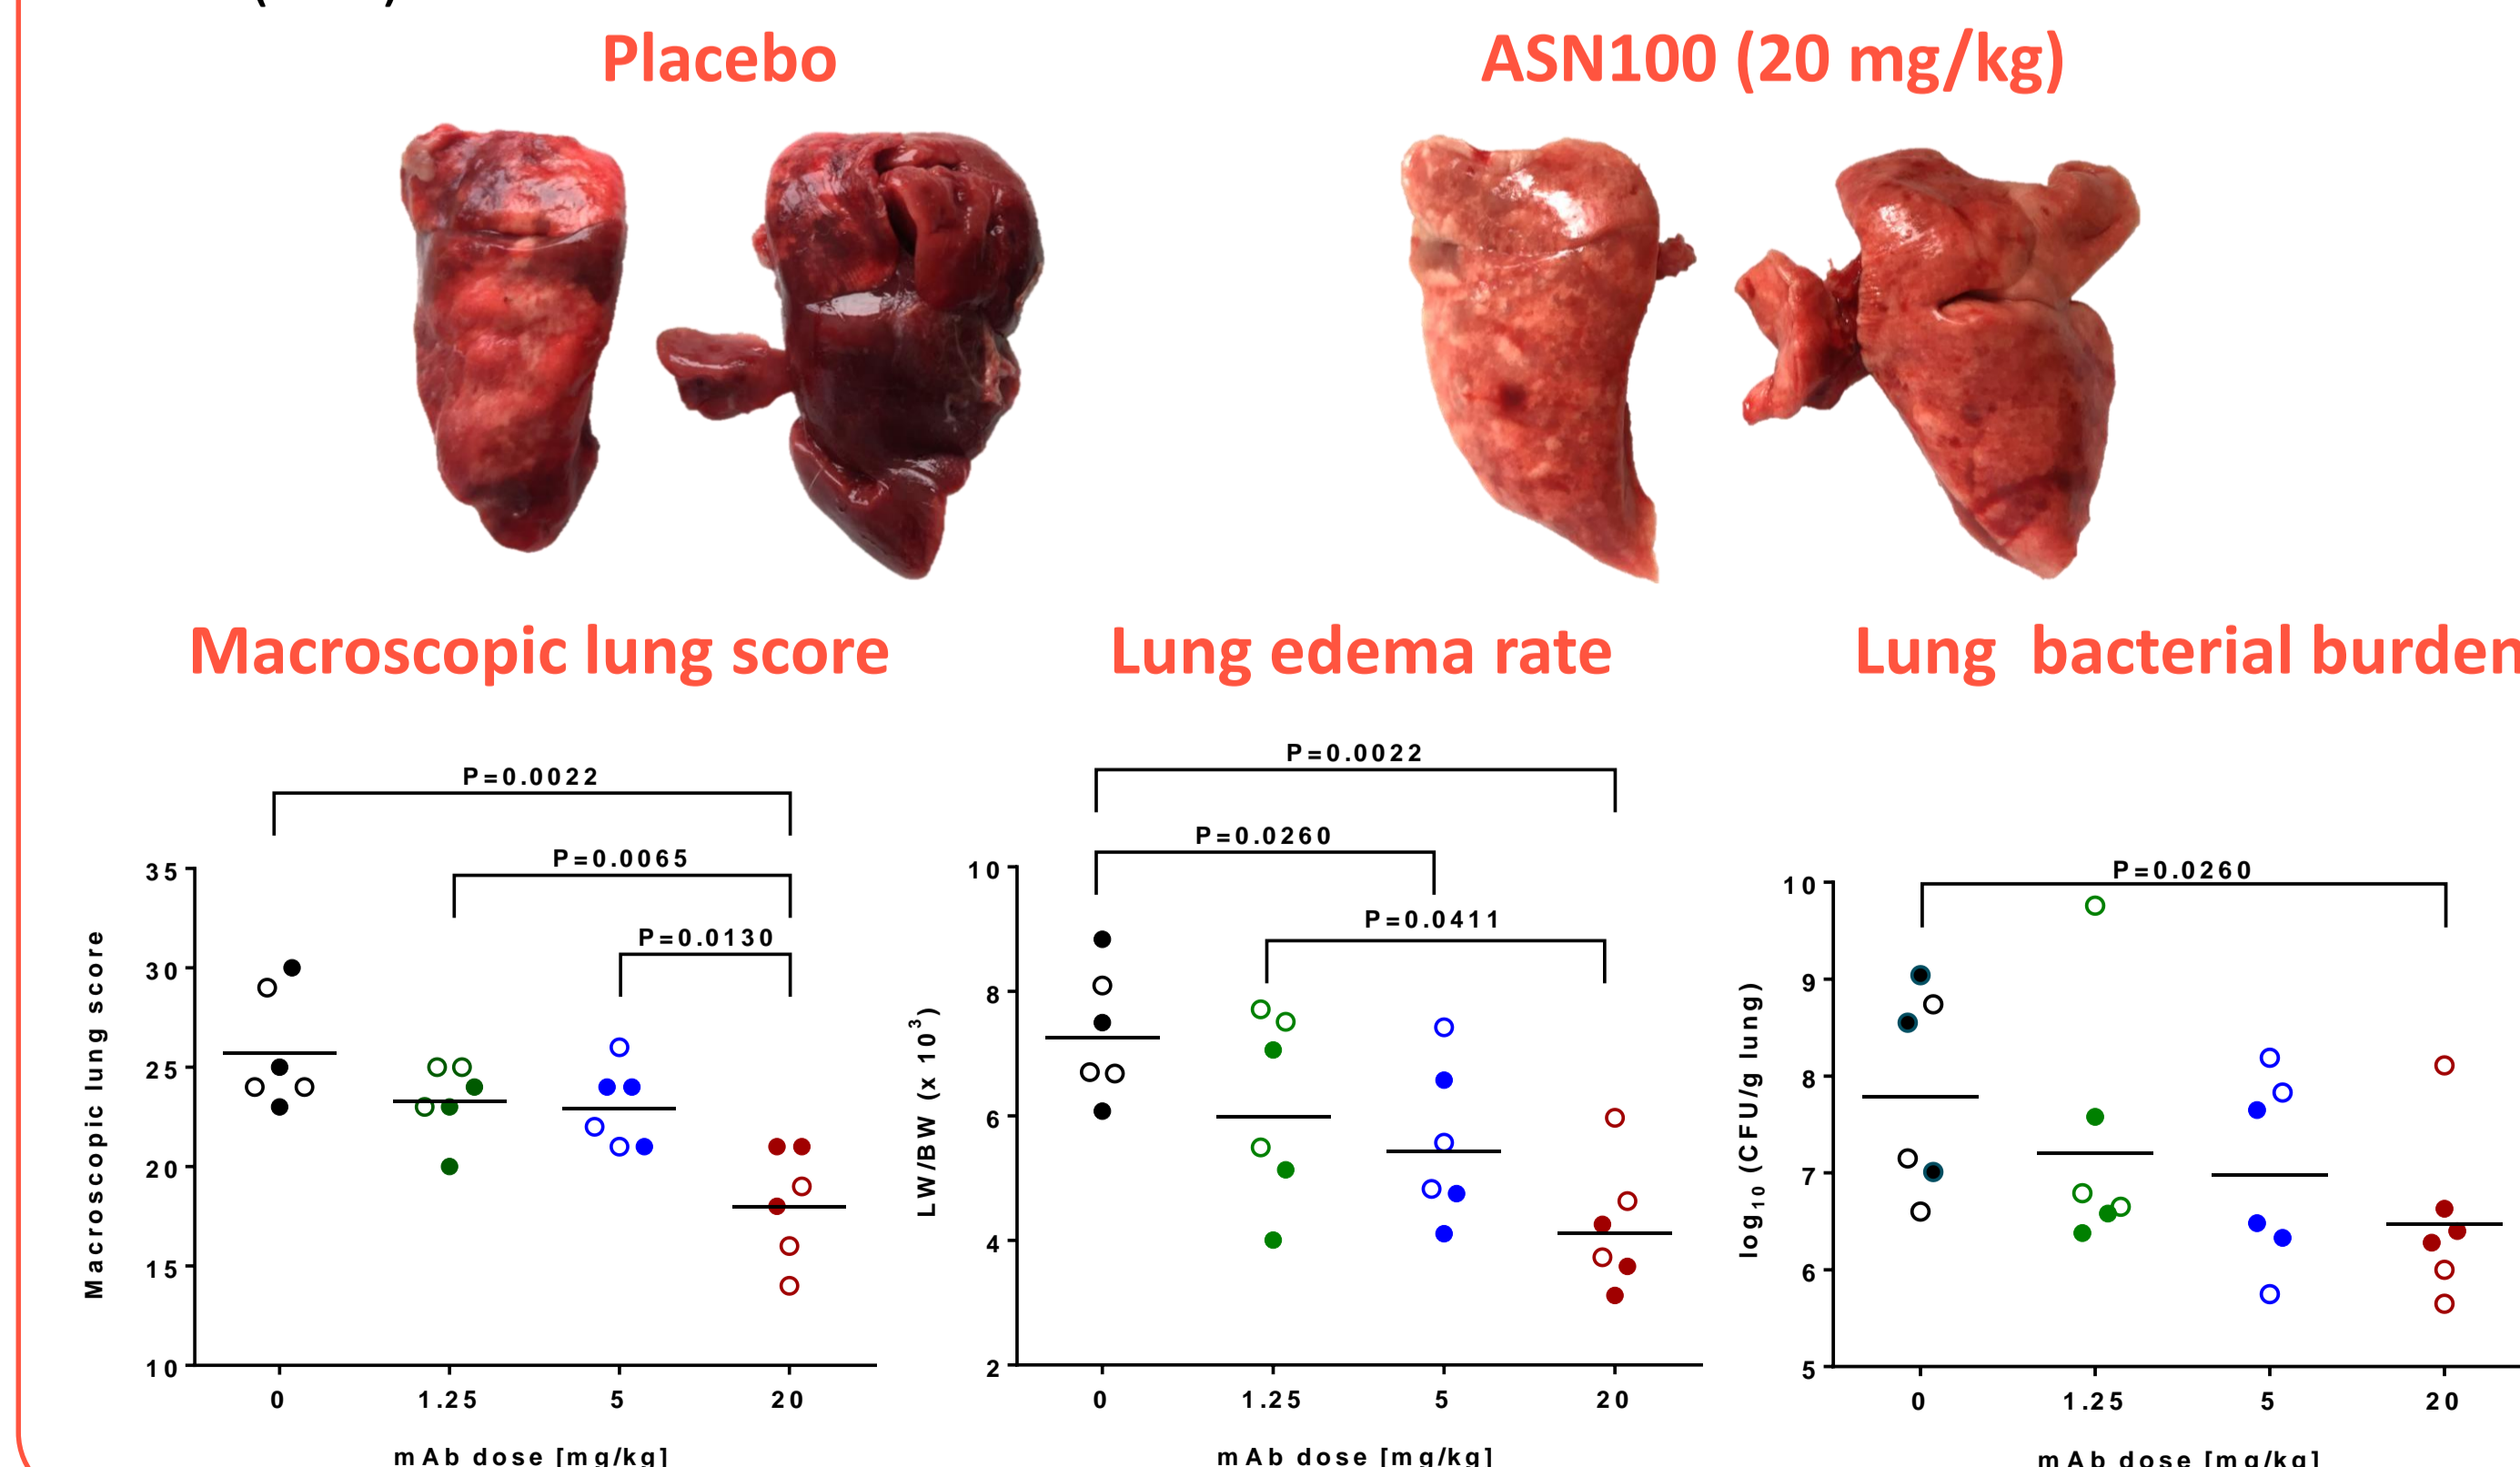 Placebo
ASN100 (20 mg/kg)
Macroscopic lung score
Lung edema rate
Lung bacterial burden
P=0.0022
P=0.0065
P=0.0130
35
30
25
20
15
10
Macroscopic lung score
0 1.25 5 20
mAb dose [mg/kg]
P=0.0022
P=0.0260
P=0.0411
10
8
6
4
2
LW/BW (x 10³)
0 1.25 5 20
mAb dose [mg/kg]
P=0.0260
10
9
8
7
6
5
log₁₀ (CFU/g lung)
0 1.25 5 20
mAb dose [mg/kg]